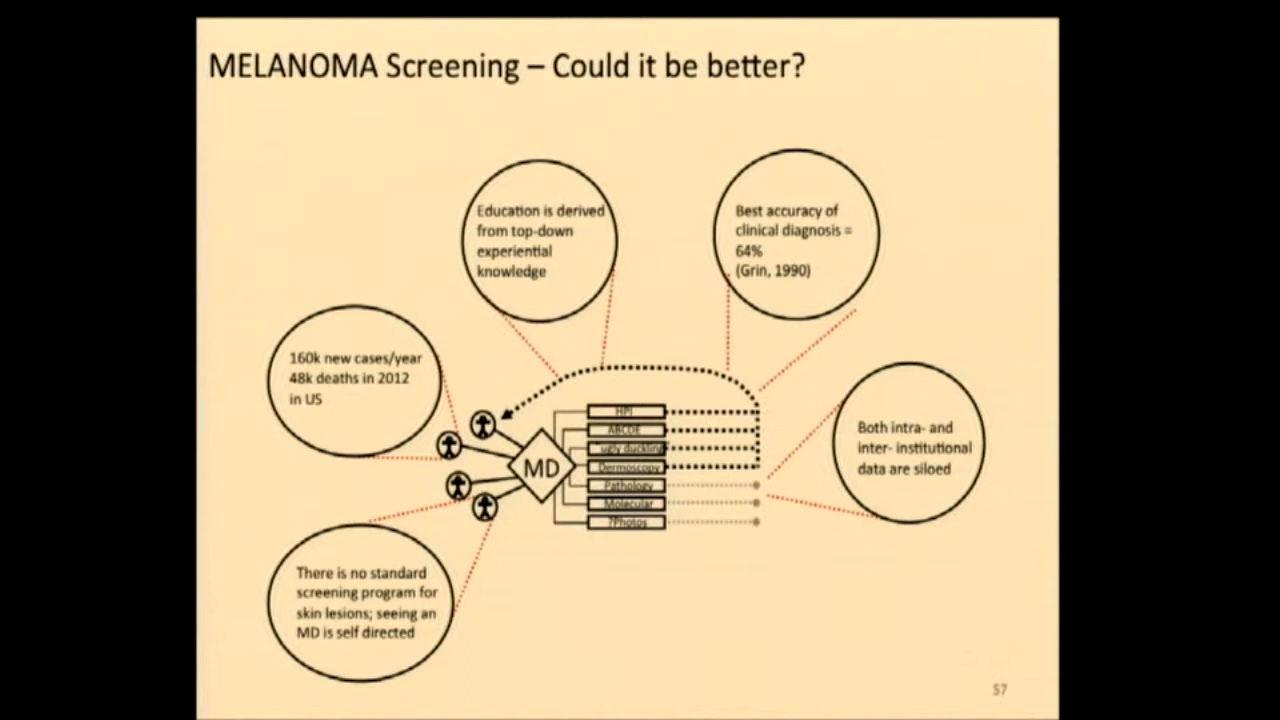 MELANOMA Screening – Could it be better?
Education is derived
from top-down
experiential
knowledge
Best accuracy of
clinical diagnosis =
64%
(Grin, 1990)
160k new cases/year
48k deaths in 2012
in US
Both intra- and
inter- institutional
data are siloed
MD
HPI
ABCDE
"ugly duckling
Dermoscopy
Pathology
Molecular
?Photos
There is no standard
screening program for
skin lesions; seeing an
MD is self directed
57